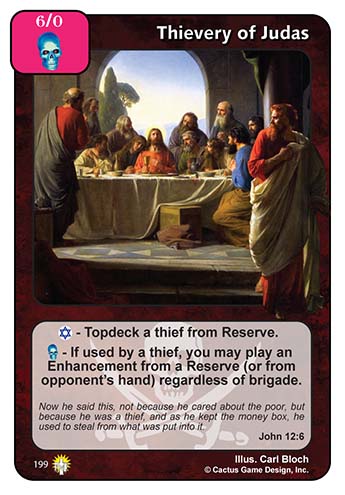 6/0
Thievery of Judas
- Topdeck a thief from Reserve.
- If used by a thief, you may play an
Enhancement from a Reserve (or from
opponent's hand) regardless of brigade.
Now he said this, not because he cared about the poor, but
because he was a thief, and as he kept the money box, he
used to steal from what was put into it.
John 12:6
Illus. Carl Bloch
199
© Cactus Game Design, Inc.